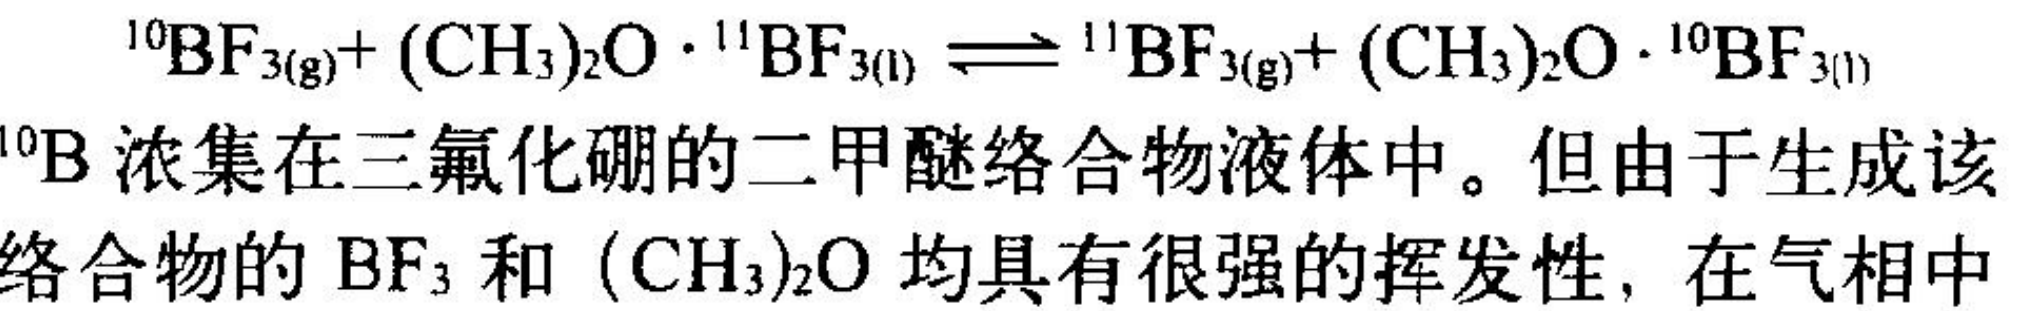 ¹⁰BF₃₍g₎+ (CH₃)₂O · ¹¹BF₃₍l₎ ⇌ ¹¹BF₃₍g₎+ (CH₃)₂O · ¹⁰BF₃₍l₎
¹⁰B 浓集在三氟化硼的二甲醚络合物液体中。但由于生成该
络合物的 BF₃ 和 (CH₃)₂O 均具有很强的挥发性，在气相中